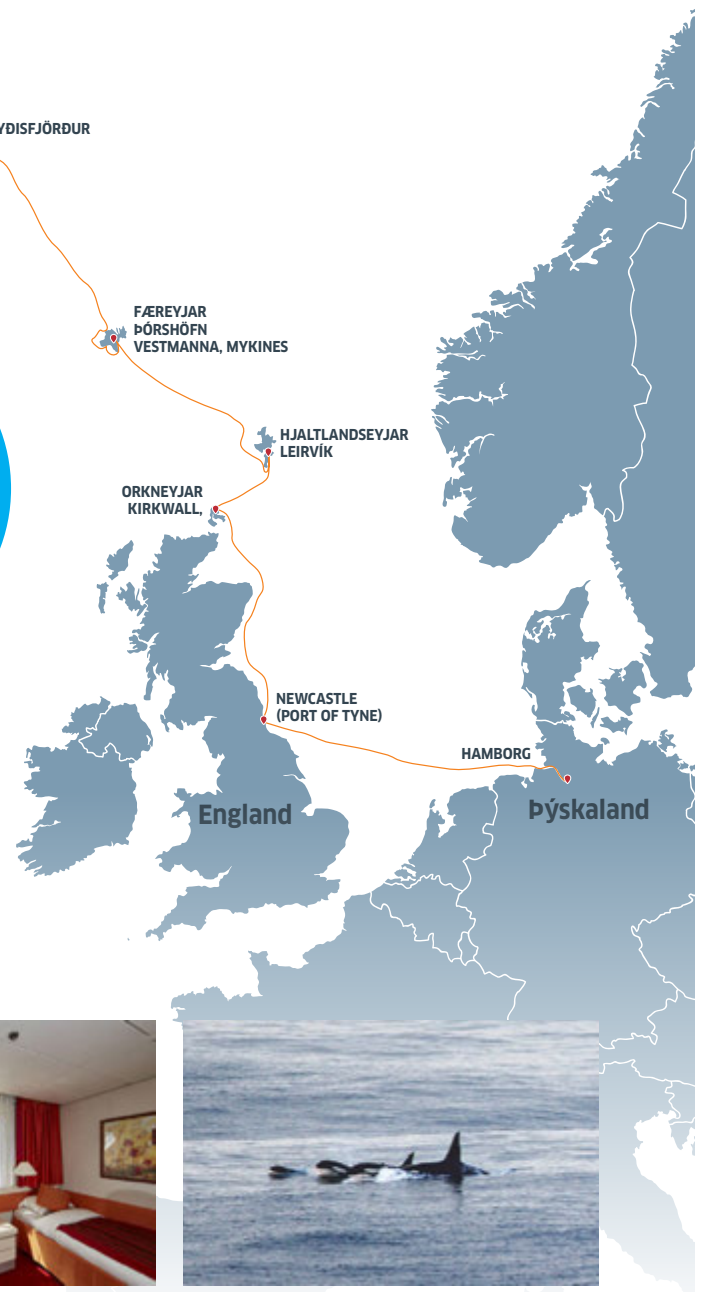 YÐISFJÖRÐUR
FÆREYJAR
ÞÓRSHÖFN
VESTMANNA, MYKINES
HJALTLANDSEYJAR
LEIRVÍK
ORKNEYJAR
KIRKWALL,
NEWCASTLE
(PORT OF TYNE)
HAMBORG
England
Þýskaland